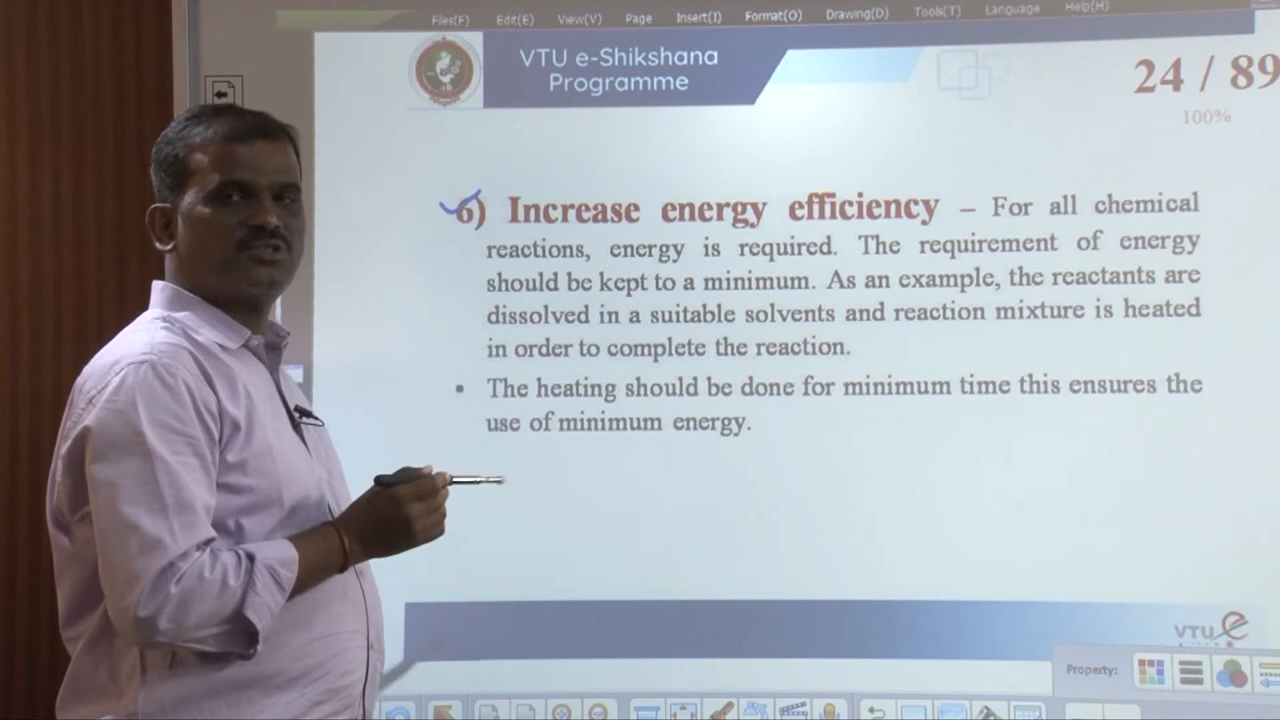 Files(F) Edit(E) View(V) Page Insert(I) Format(O) Drawing(D) Tools(T) Language Help(H)
VTU e-Shikshana
Programme
24 / 89
100%
6) Increase energy efficiency – For all chemical
reactions, energy is required. The requirement of energy
should be kept to a minimum. As an example, the reactants are
dissolved in a suitable solvents and reaction mixture is heated
in order to complete the reaction.
▪ The heating should be done for minimum time this ensures the
use of minimum energy.
VTU e
Property: